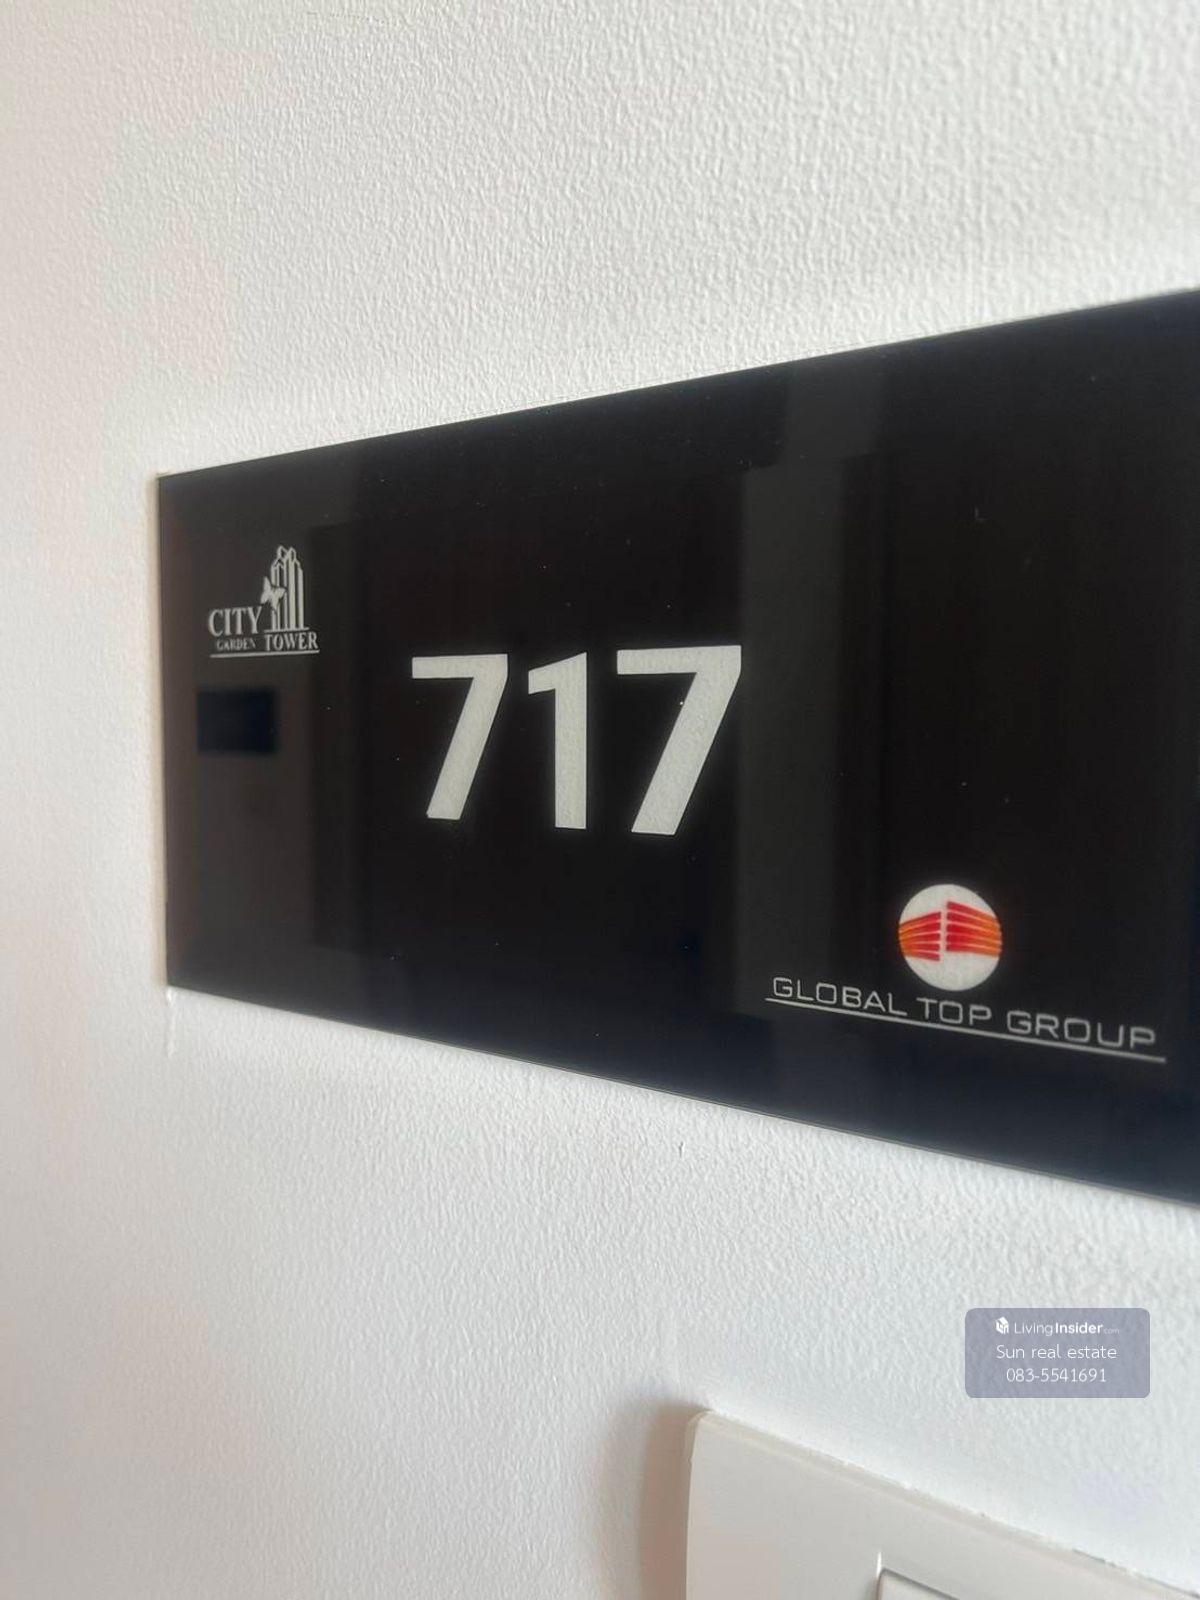 CITY
GARDEN TOWER
717
GLOBAL TOP GROUP
LivingInsider.com
Sun real estate
083-5541691